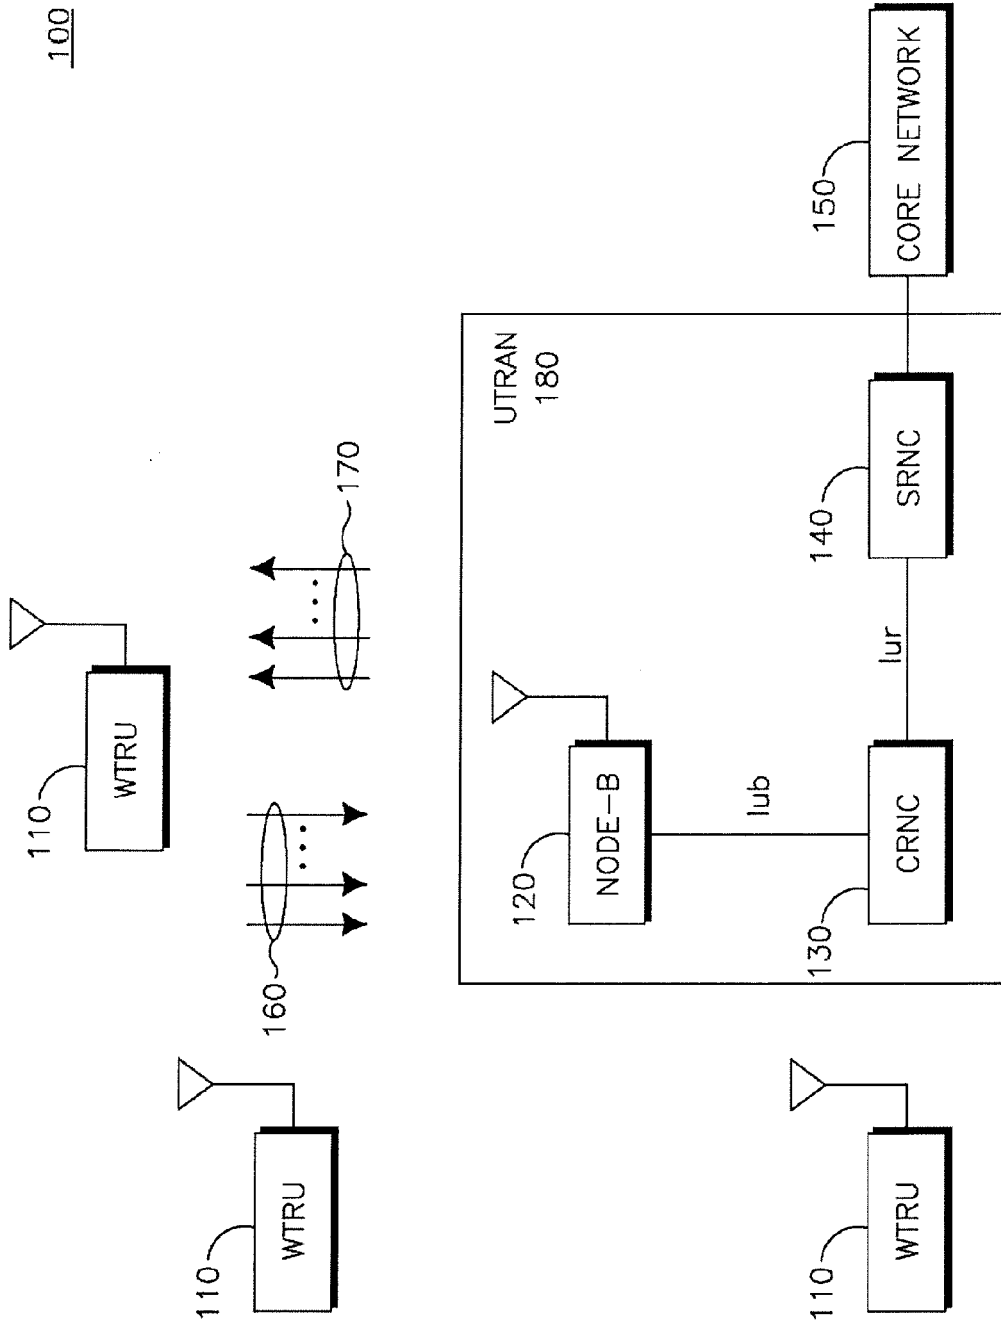 100
110
WTRU
110
160
WTRU
170
UTRAN
180
120
NODE-B
Iub
110
130
140
150
Iur
WTRU
CRNC
SRNC
CORE NETWORK